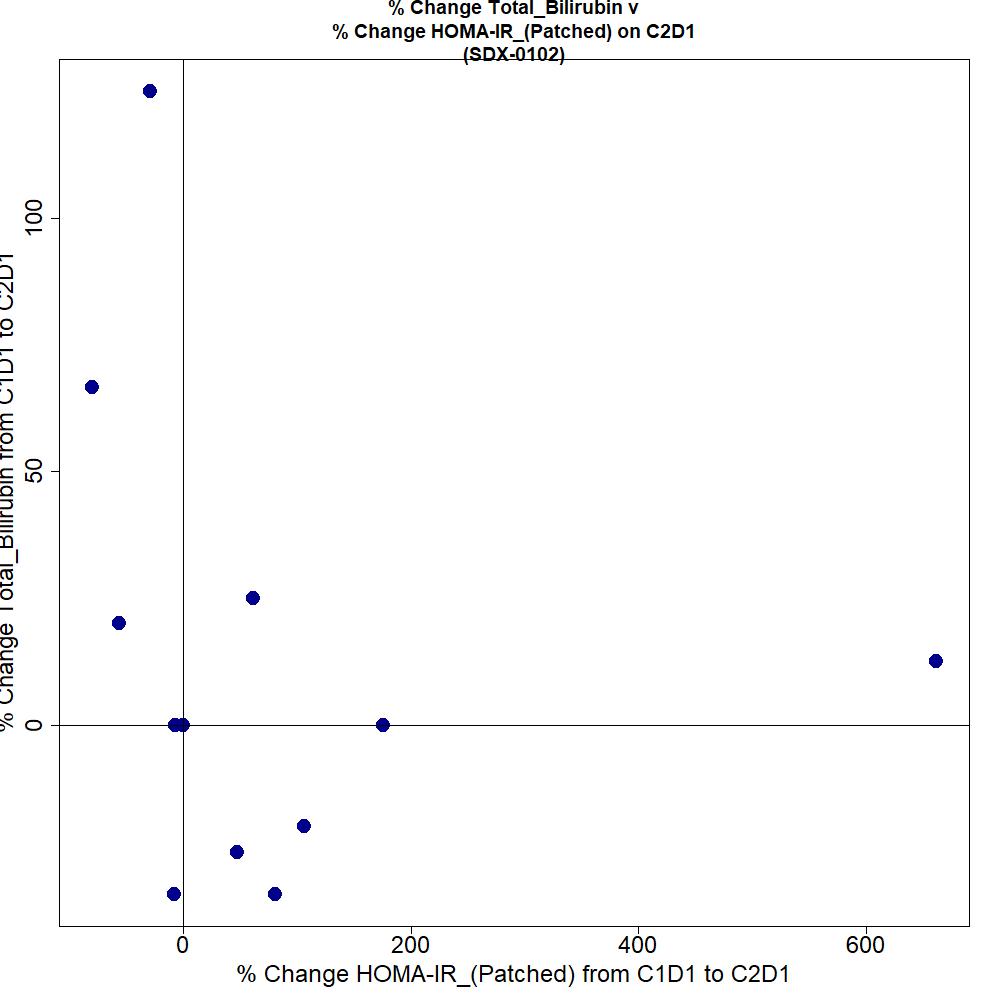 % Change Total_Bilirubin v
% Change HOMA-IR_(Patched) on C2D1
(SDX-0102)
% Change Total_Bilirubin from C1D1 to C2D1
100
50
0
0
200
400
600
% Change HOMA-IR_(Patched) from C1D1 to C2D1